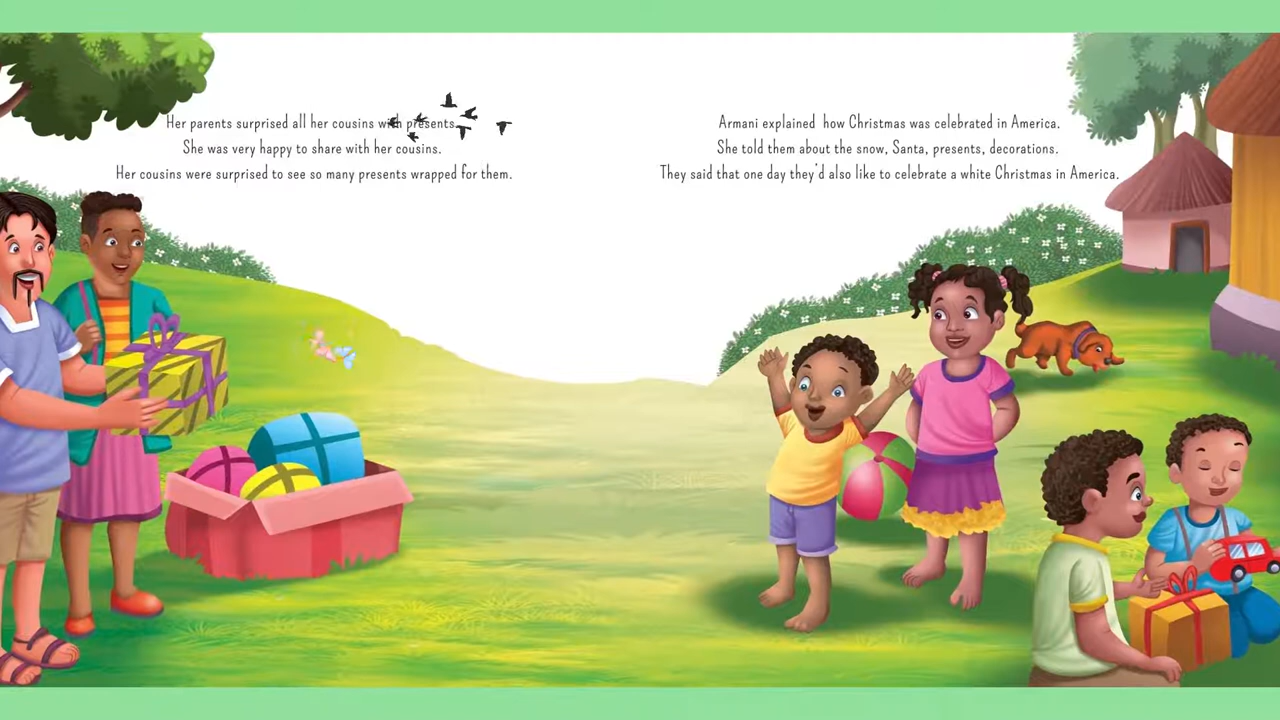 Her parents surprised all her cousins with presents.
She was very happy to share with her cousins.
Her cousins were surprised to see so many presents wrapped for them.
Armani explained how Christmas was celebrated in America.
She told them about the snow, Santa, presents, decorations.
They said that one day they'd also like to celebrate a white Christmas in America.